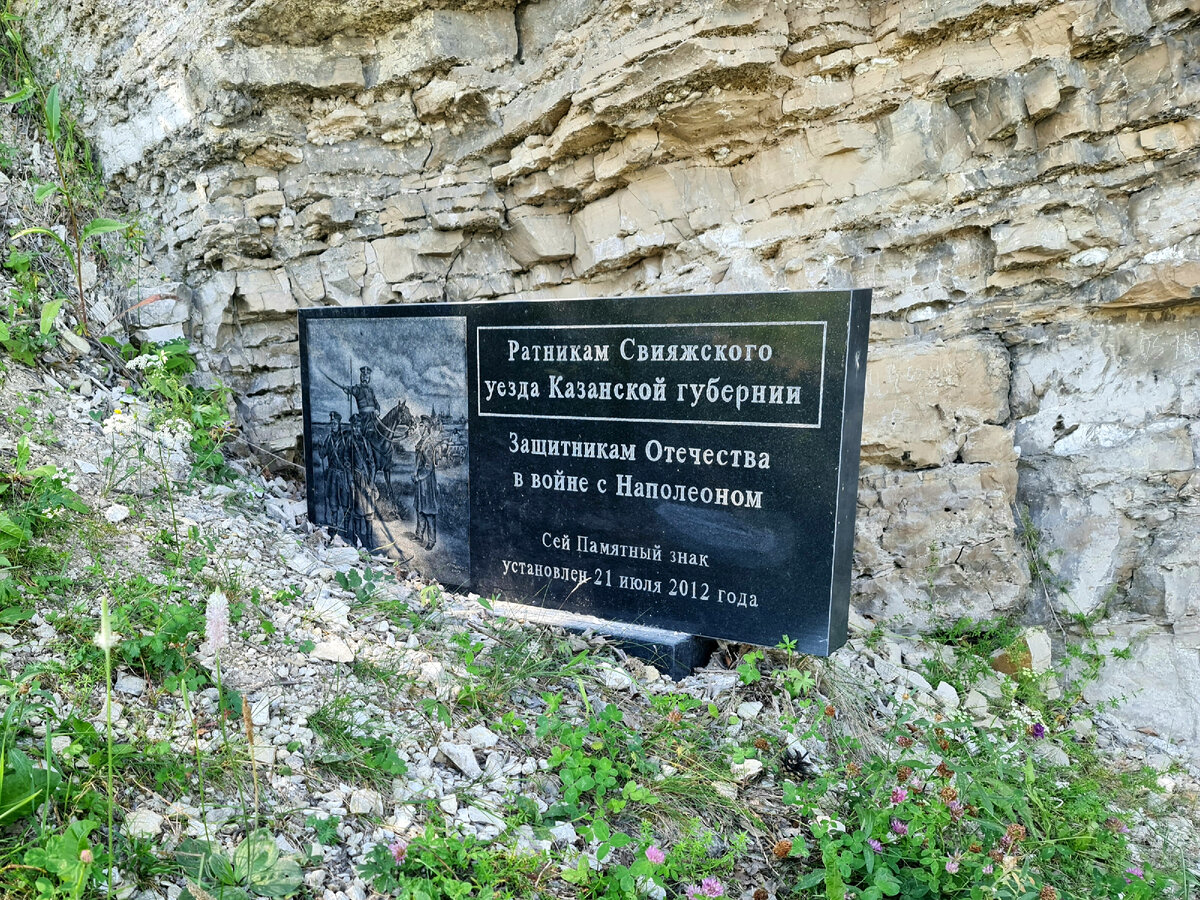 Ратникам Свияжского
уезда Казанской губернии
Защитникам Отечества
в войне с Наполеоном
Сей Памятный знак
установлен 21 июля 2012 года